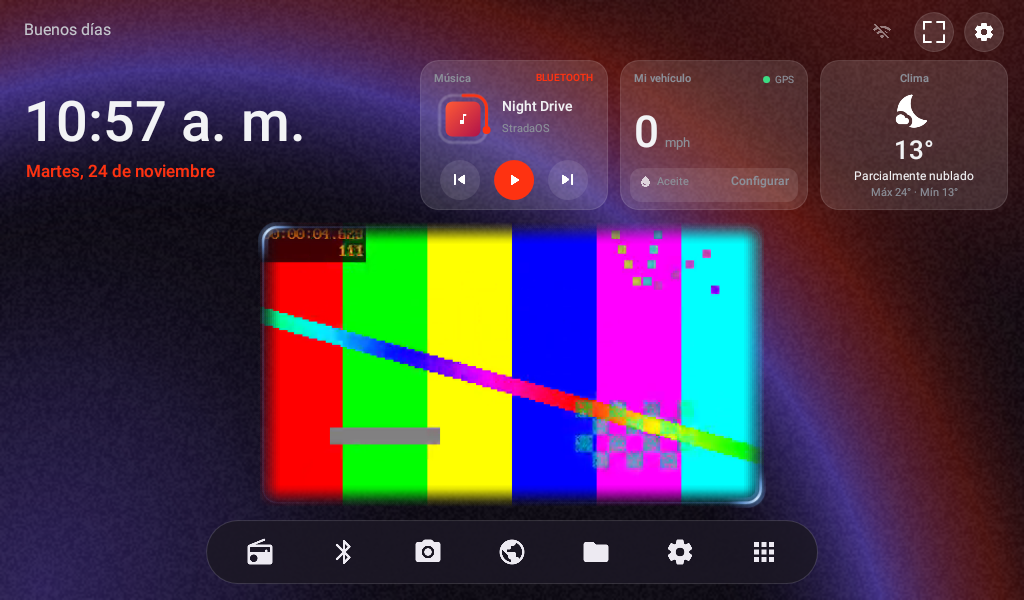 Buenos días
10:57 a. m.
Martes, 24 de noviembre
Música
BLUETOOTH
Night Drive
StradaOS
Mi vehículo
GPS
0 mph
Aceite
Configurar
Clima
13°
Parcialmente nublado
Máx 24° · Mín 13°
111